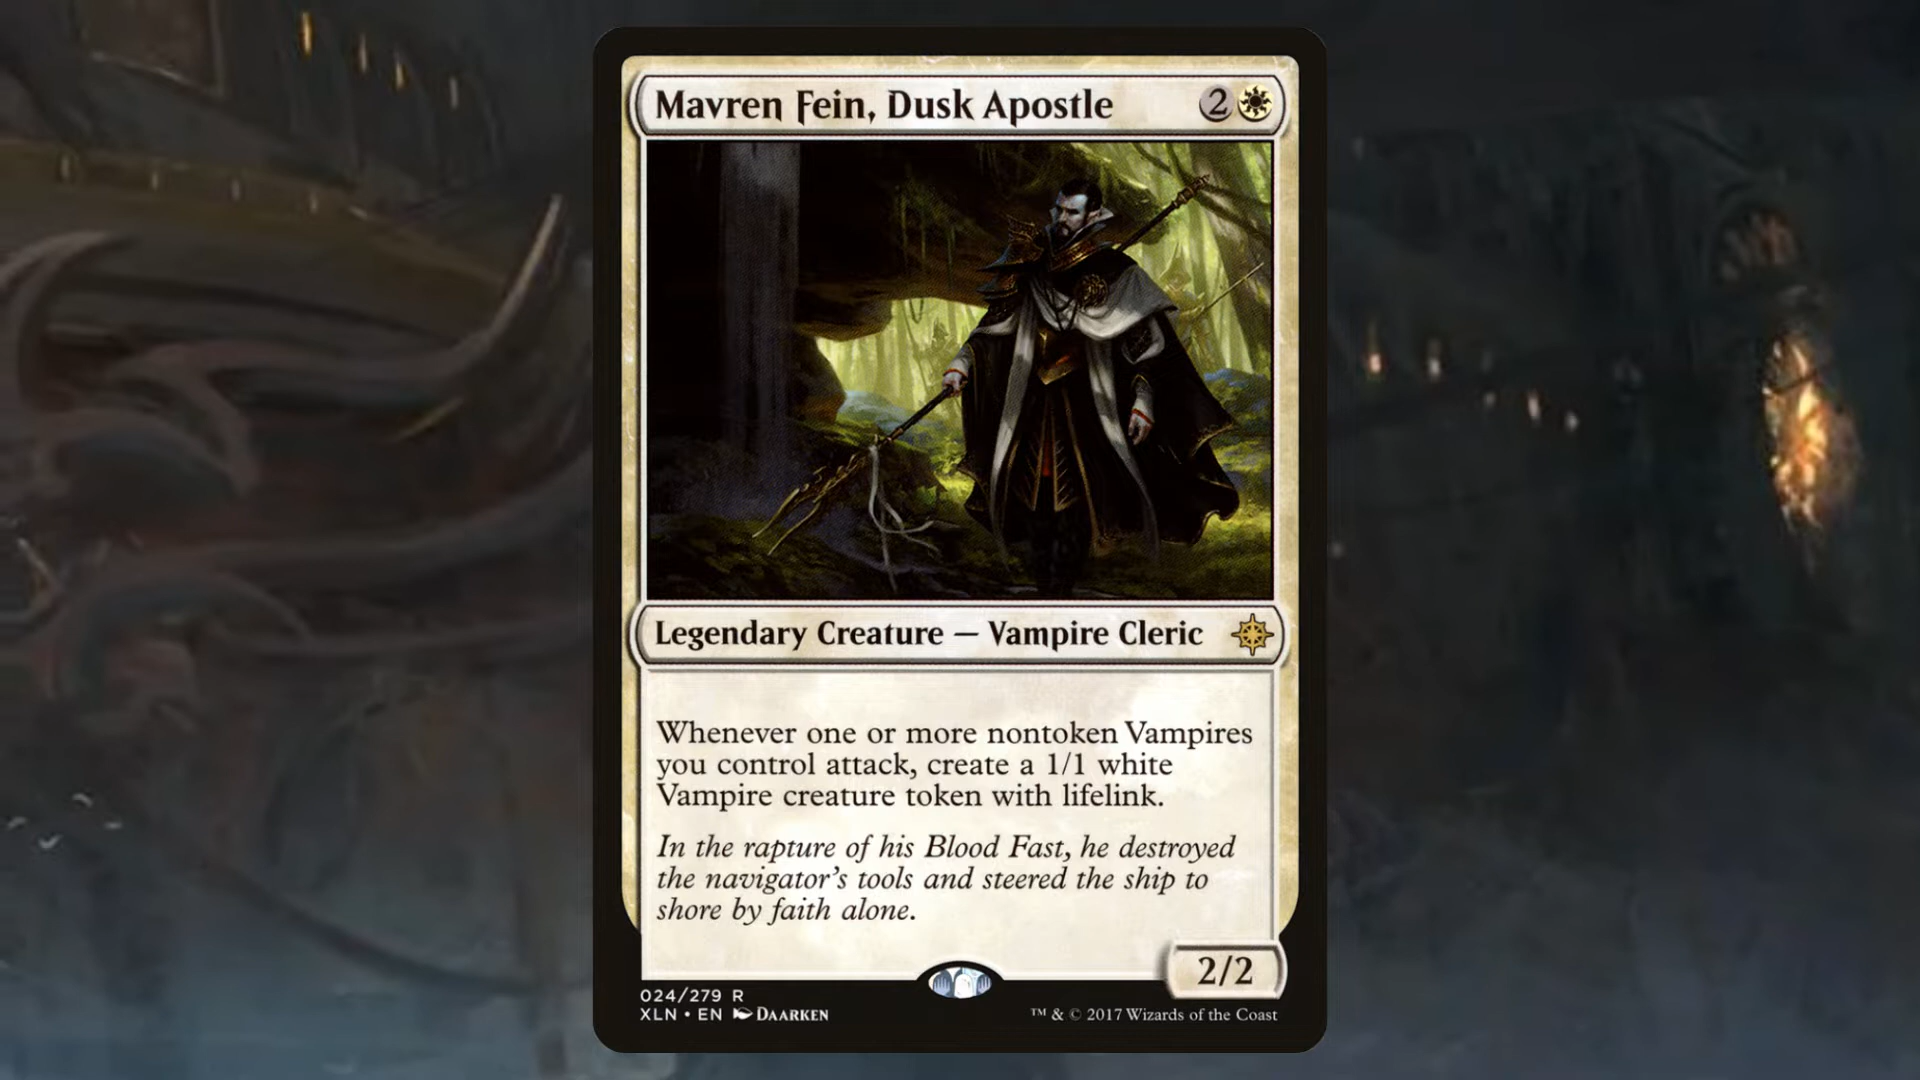 Mavren Fein, Dusk Apostle 2
Legendary Creature — Vampire Cleric
Whenever one or more nontoken Vampires
you control attack, create a 1/1 white
Vampire creature token with lifelink.
In the rapture of his Blood Fast, he destroyed
the navigator's tools and steered the ship to
shore by faith alone.
2/2
024/279 R
XLN • EN DAARKEN
™ & © 2017 Wizards of the Coast